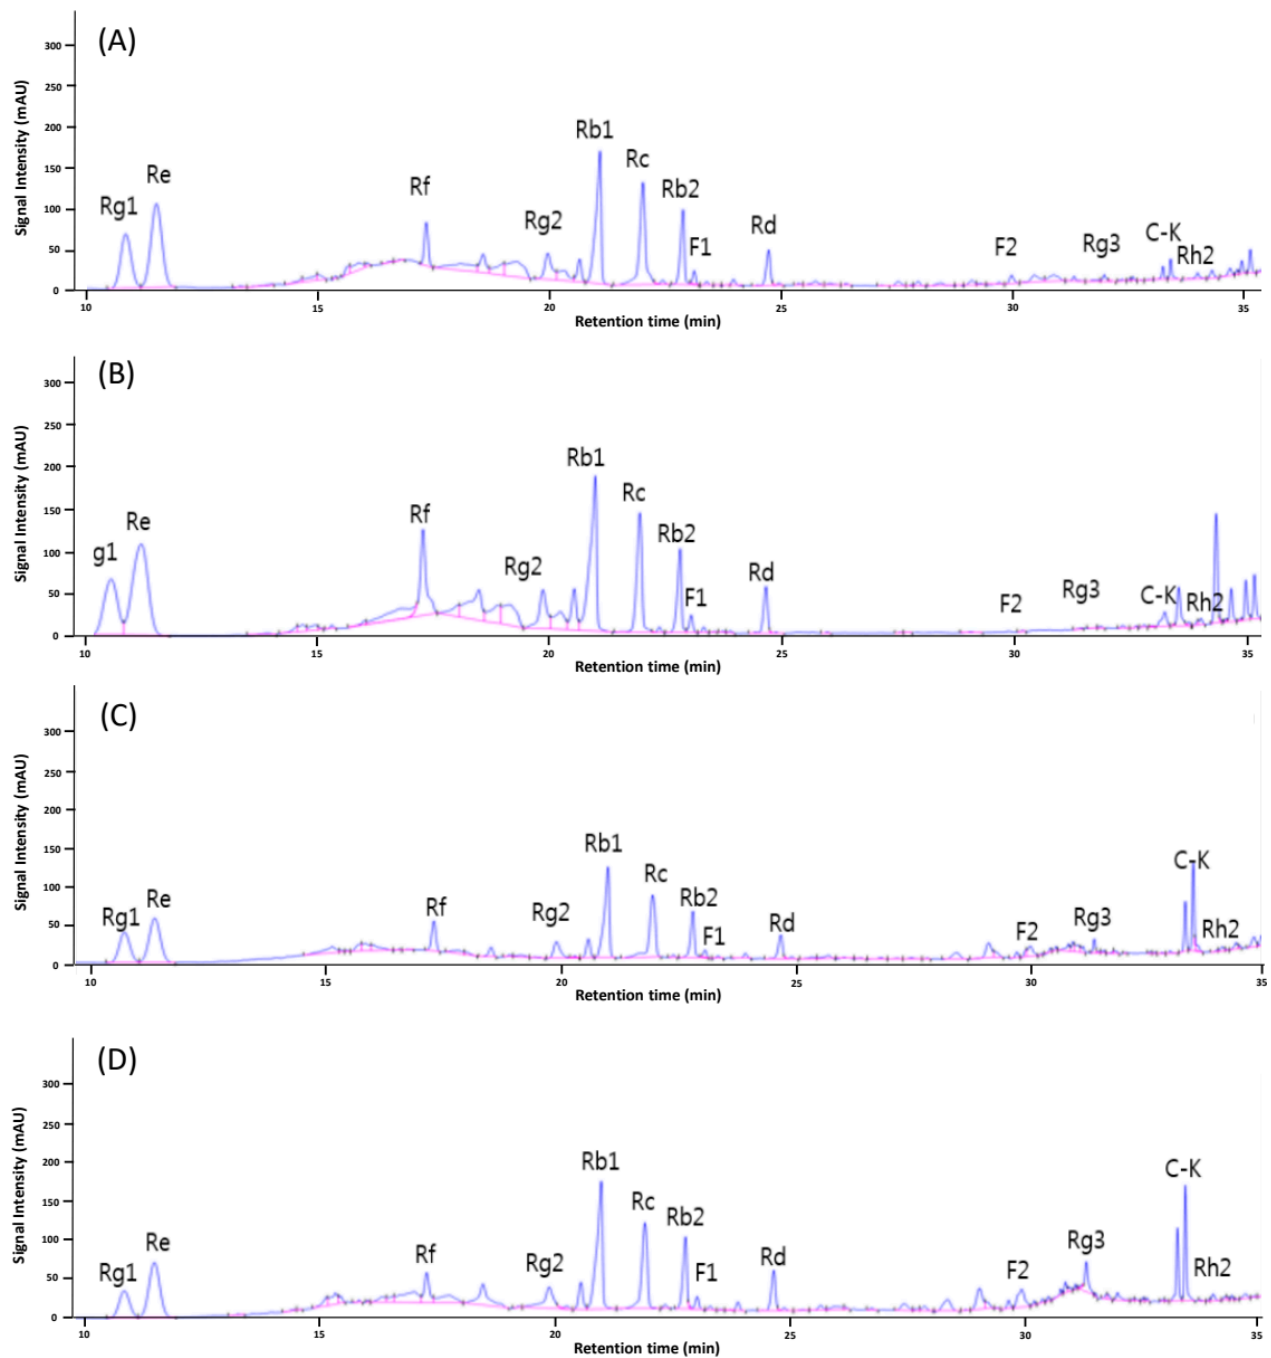 (A)
Signal Intensity (mAU)
300
250
200
150
100
50
0
Rg1
Re
Rf
Rg2
Rb1
Rc
Rb2
F1
Rd
F2
Rg3
C-K
Rh2
10 15 20 25 30 35
Retention time (min)
(B)
Signal Intensity (mAU)
300
250
200
150
100
50
0
g1
Re
Rf
Rg2
Rb1
Rc
Rb2
F1
Rd
F2
Rg3
C-K
Rh2
10 15 20 25 30 35
Retention time (min)
(C)
Signal Intensity (mAU)
300
250
200
150
100
50
0
Rg1
Re
Rf
Rg2
Rb1
Rc
Rb2
F1
Rd
F2
Rg3
C-K
Rh2
10 15 20 25 30 35
Retention time (min)
(D)
Signal Intensity (mAU)
300
250
200
150
100
50
0
Rg1
Re
Rf
Rg2
Rb1
Rc
Rb2
F1
Rd
F2
Rg3
C-K
Rh2
10 15 20 25 30 35
Retention time (min)